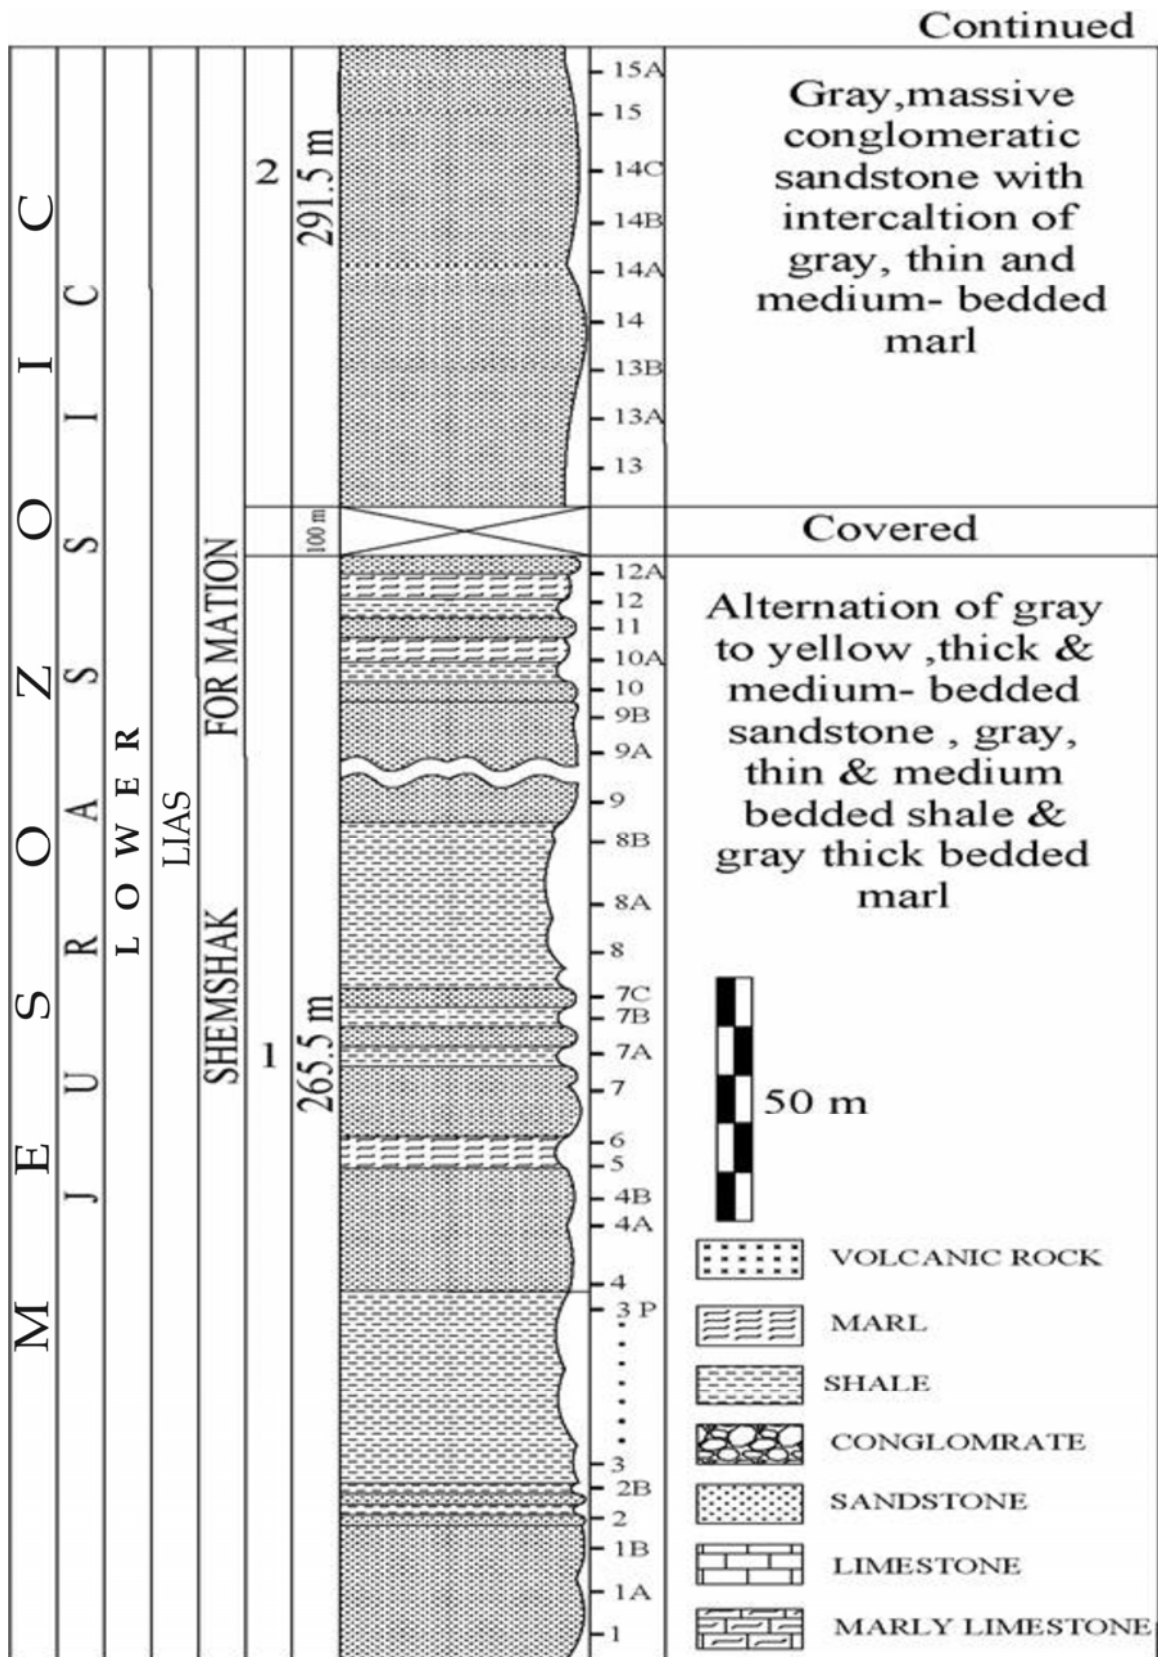 Continued
MESOZOIC
JURASSIC
LOWER
LIAS
SHEMSHAK FOR MATION
2
291.5 m
15A
15
14C
14B
14A
14
13B
13A
13
Gray,massive
conglomeratic
sandstone with
intercaltion of
gray, thin and
medium- bedded
marl
100 m
Covered
1
265.5 m
12A
12
11
10A
10
9B
9A
9
8B
8A
8
7C
7B
7A
7
6
5
4B
4A
4
3 P
3
2B
2
1B
1A
1
Alternation of gray
to yellow ,thick &
medium- bedded
sandstone , gray,
thin & medium
bedded shale &
gray thick bedded
marl
50 m
VOLCANIC ROCK
MARL
SHALE
CONGLOMRATE
SANDSTONE
LIMESTONE
MARLY LIMESTONE